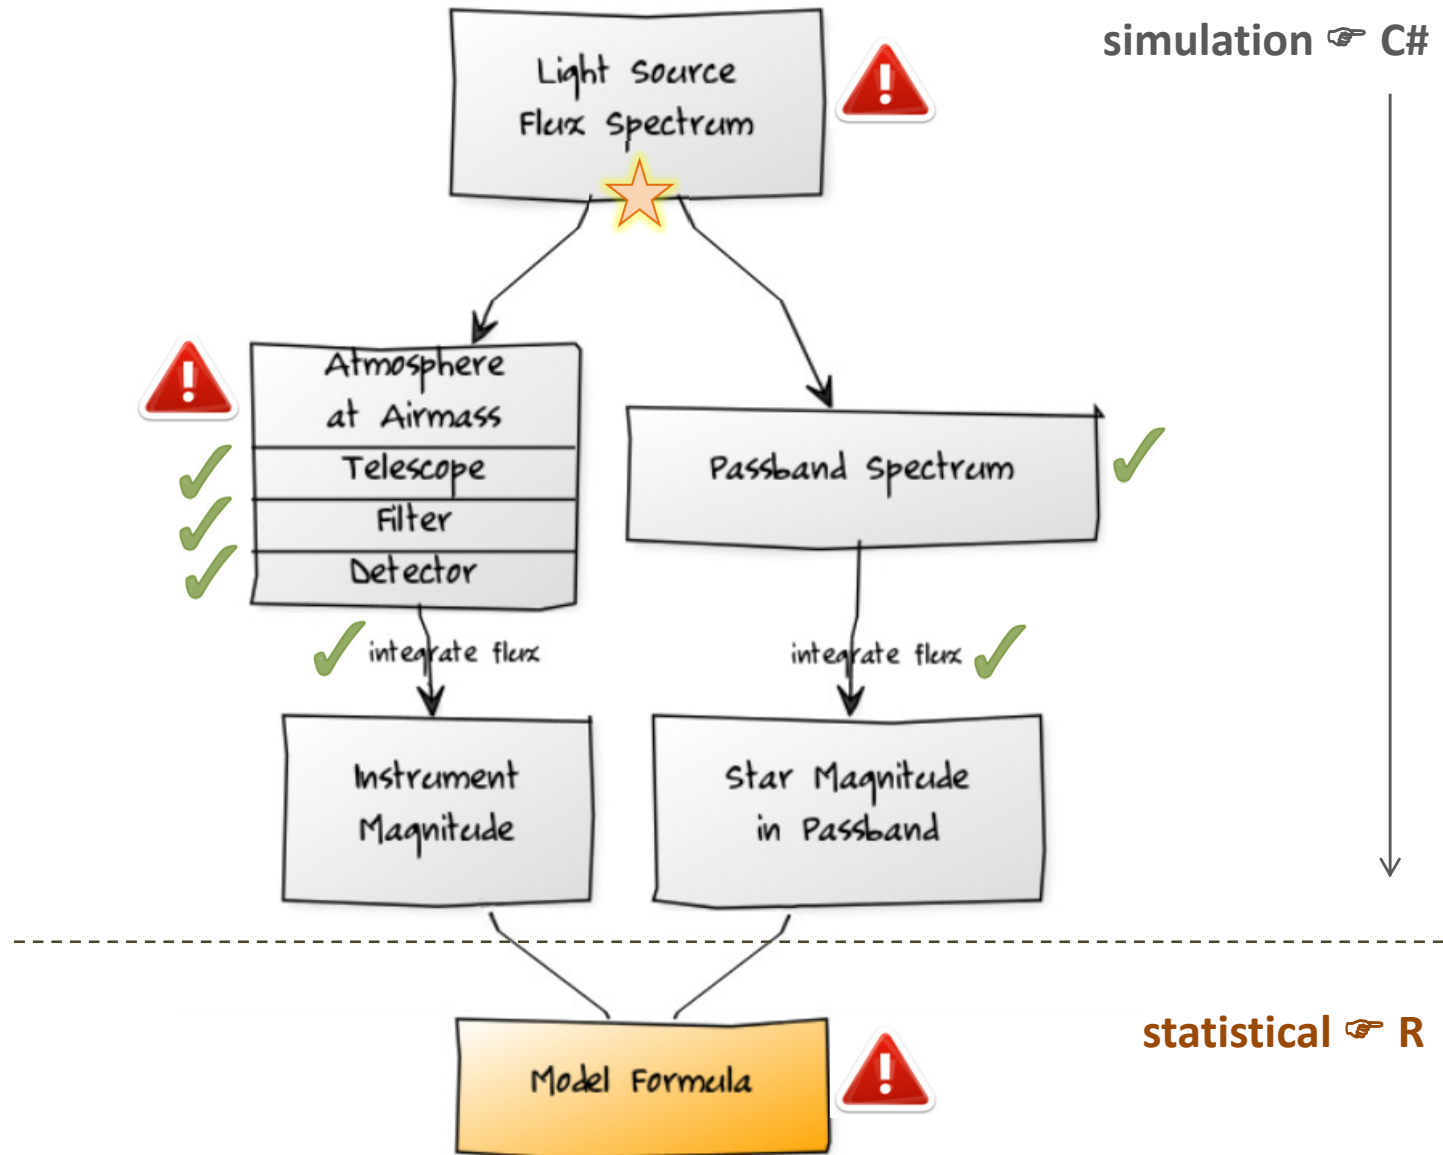 simulation ☞ C#
Light Source
Flux Spectrum
Atmosphere
at Airmass
Telescope
Filter
Detector
Passband Spectrum
integrate flux
integrate flux
Instrument
Magnitude
Star Magnitude
in Passband
statistical ☞ R
Model Formula